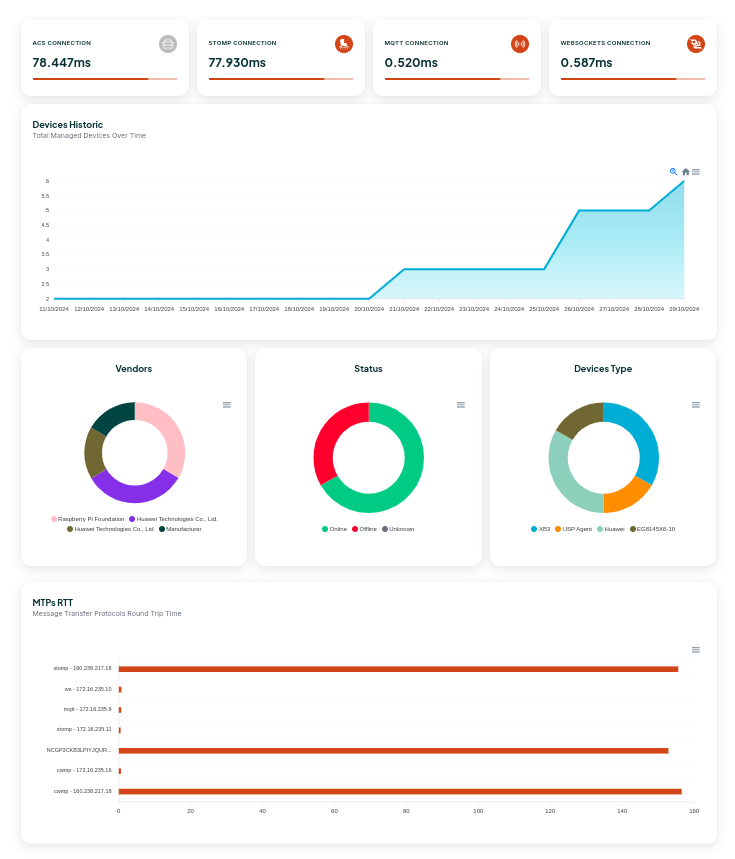 ACS CONNECTION
78.447ms
STOMP CONNECTION
77.930ms
MQTT CONNECTION
0.520ms
WEBSOCKETS CONNECTION
0.587ms
Devices Historic
Total Managed Devices Over Time
6
5.5
5
4.5
4
3.5
3
2.5
2
11/10/2024 12/10/2024 13/10/2024 14/10/2024 15/10/2024 16/10/2024 17/10/2024 18/10/2024 19/10/2024 20/10/2024 21/10/2024 22/10/2024 23/10/2024 24/10/2024 25/10/2024 26/10/2024 27/10/2024 28/10/2024 29/10/2024
Vendors
Raspberry Pi Foundation Huawei Technologies Co., Ltd.
Huawei Technologies Co., Ltd Manufacturer
Status
Online Offline Unknown
Devices Type
XB3 USP Agent Huawei EG8145X6-10
MTPs RTT
Message Transfer Protocols Round Trip Time
stomp - 160.238.217.18
ws - 172.16.235.10
mqtt - 172.16.235.9
stomp - 172.16.235.11
cwmp - 172.16.235.16
cwmp - 160.238.217.18
0 20 40 60 80 100 120 140 160